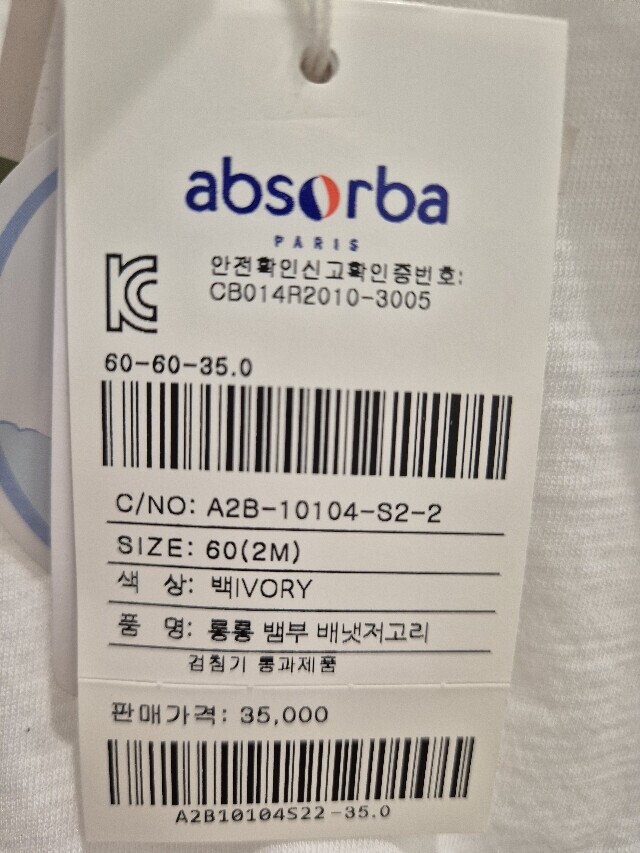 absorba
PARIS
안전확인신고확인증번호:
CB014R2010-3005
60-60-35.0
C/NO: A2B-10104-S2-2
SIZE: 60(2M)
색 상: 백IVORY
품 명: 롱롱 뱀부 배냇저고리
검침기 통과제품
판매가격: 35,000
A2B10104S22-35.0